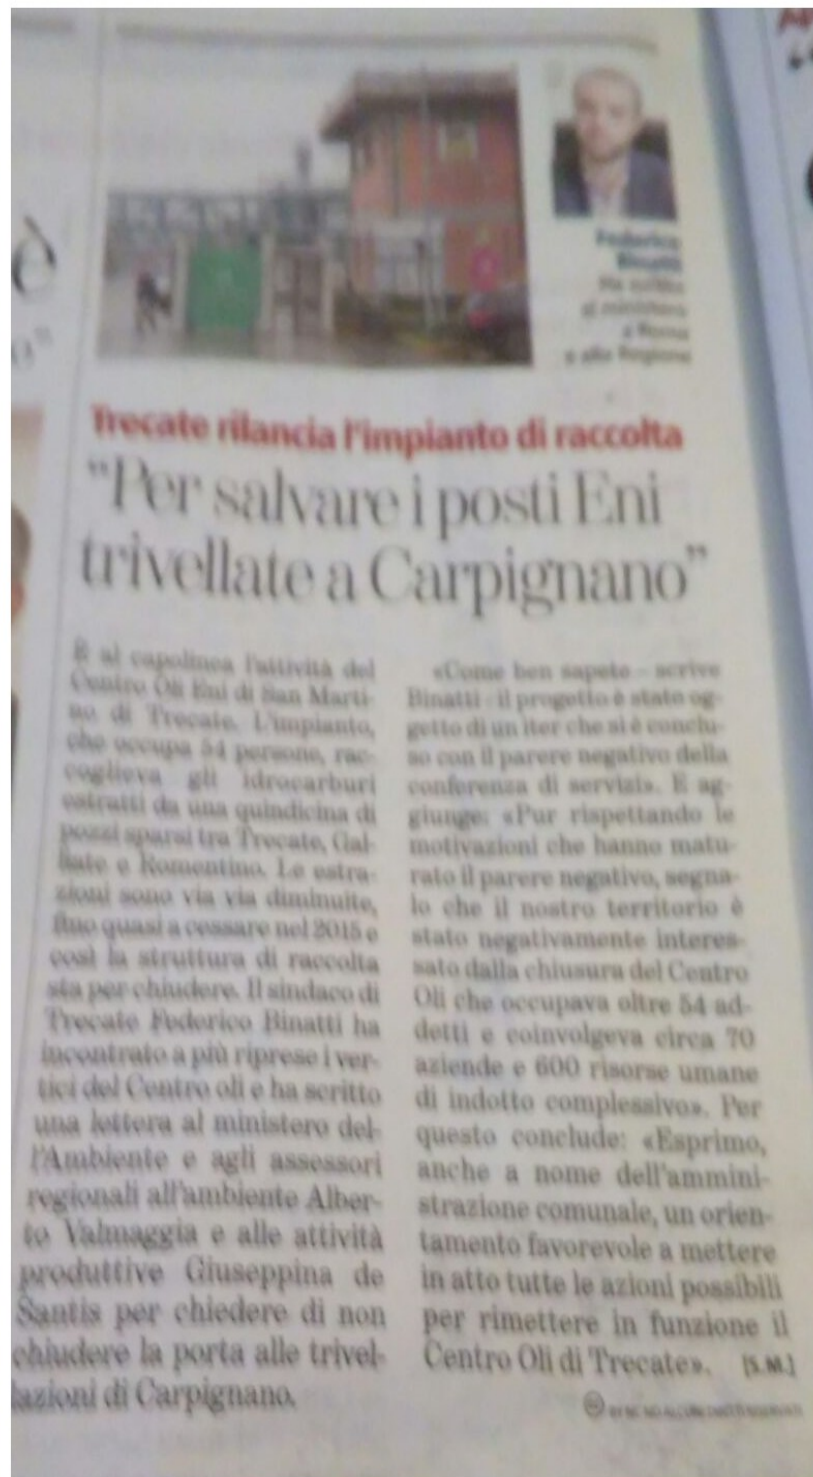 è
Federico
Binatti
Ha scritto
al ministero
a Roma
e alla Regione
Trecate rilancia l'impianto di raccolta
"Per salvare i posti Eni
trivellate a Carpignano"
È al capolinea l'attività del
Centro Oli Eni di San Marti-
no di Trecate. L'impianto,
che occupa 54 persone, rac-
coglieva gli idrocarburi
estratti da una quindicina di
pozzi sparsi tra Trecate, Gal-
liate e Romentino. Le estra-
zioni sono via via diminuite,
fino quasi a cessare nel 2015 e
così la struttura di raccolta
sta per chiudere. Il sindaco di
Trecate Federico Binatti ha
incontrato a più riprese i ver-
tici del Centro oli e ha scritto
una lettera al ministero del-
l'Ambiente e agli assessori
regionali all'ambiente Alber-
to Valmaggia e alle attività
produttive Giuseppina de
Santis per chiedere di non
chiudere la porta alle trivel-
lazioni di Carpignano.
«Come ben sapete - scrive
Binatti - il progetto è stato og-
getto di un iter che si è conclu-
so con il parere negativo della
conferenza di servizi». E ag-
giunge: «Pur rispettando le
motivazioni che hanno matu-
rato il parere negativo, segna-
lo che il nostro territorio è
stato negativamente interes-
sato dalla chiusura del Centro
Oli che occupava oltre 54 ad-
detti e coinvolgeva circa 70
aziende e 600 risorse umane
di indotto complessivo». Per
questo conclude: «Esprimo,
anche a nome dell'ammini-
strazione comunale, un orien-
tamento favorevole a mettere
in atto tutte le azioni possibili
per rimettere in funzione il
Centro Oli di Trecate». [S.M.]